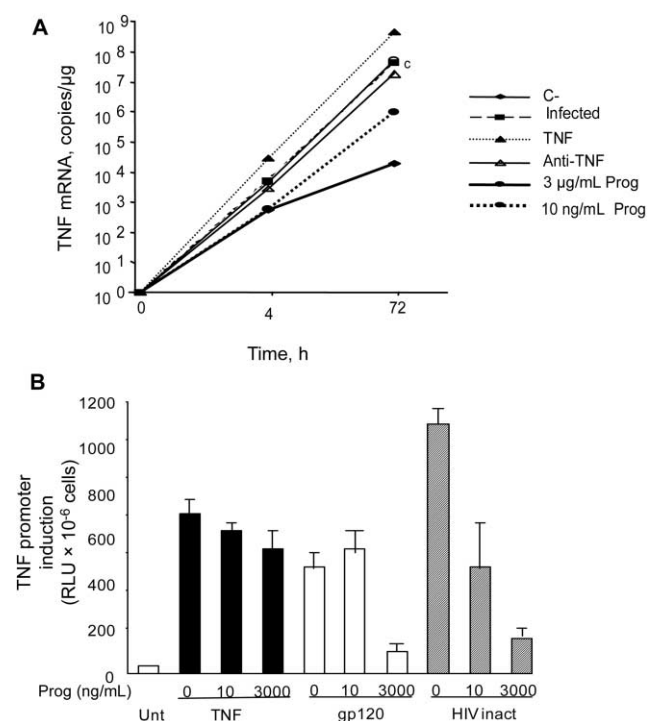 A
TNF mRNA, copies/µg
10 9
10 8
10 7
10 6
10 5
10 4
10 3
10 2
10 1
10 0
0
4
72
Time, h
c
C-
Infected
TNF
Anti-TNF
3 µg/mL Prog
10 ng/mL Prog
B
TNF promoter
induction
(RLU × 10-6 cells)
1200
1000
800
600
400
200
0
Prog (ng/mL) 0 10 3000 0 10 3000 0 10 3000
Unt TNF gp120 HIV inact